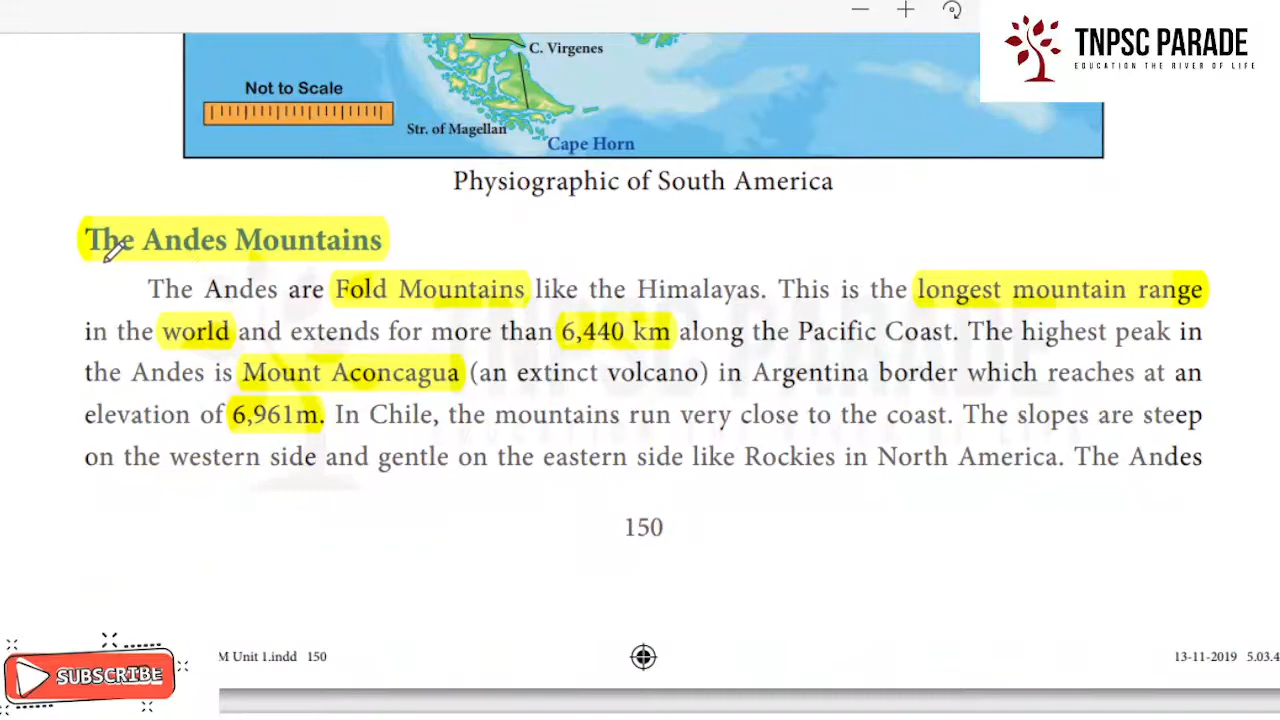 TNPSC PARADE
EDUCATION THE RIVER OF LIFE
C. Virgenes
Not to Scale
Str. of Magellan
Cape Horn
Physiographic of South America
The Andes Mountains
The Andes are Fold Mountains like the Himalayas. This is the longest mountain range
in the world and extends for more than 6,440 km along the Pacific Coast. The highest peak in
the Andes is Mount Aconcagua (an extinct volcano) in Argentina border which reaches at an
elevation of 6,961m. In Chile, the mountains run very close to the coast. The slopes are steep
on the western side and gentle on the eastern side like Rockies in North America. The Andes
150
M Unit 1.indd 150
13-11-2019 5.03.4
SUBSCRIBE